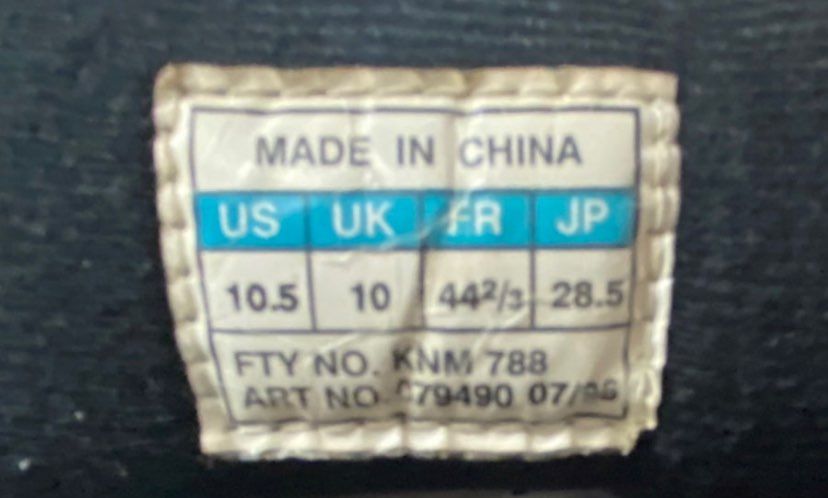 MADE IN CHINA
US UK FR JP
10.5 10 44²/₃ 28.5
FTY NO. KNM 788
ART NO.